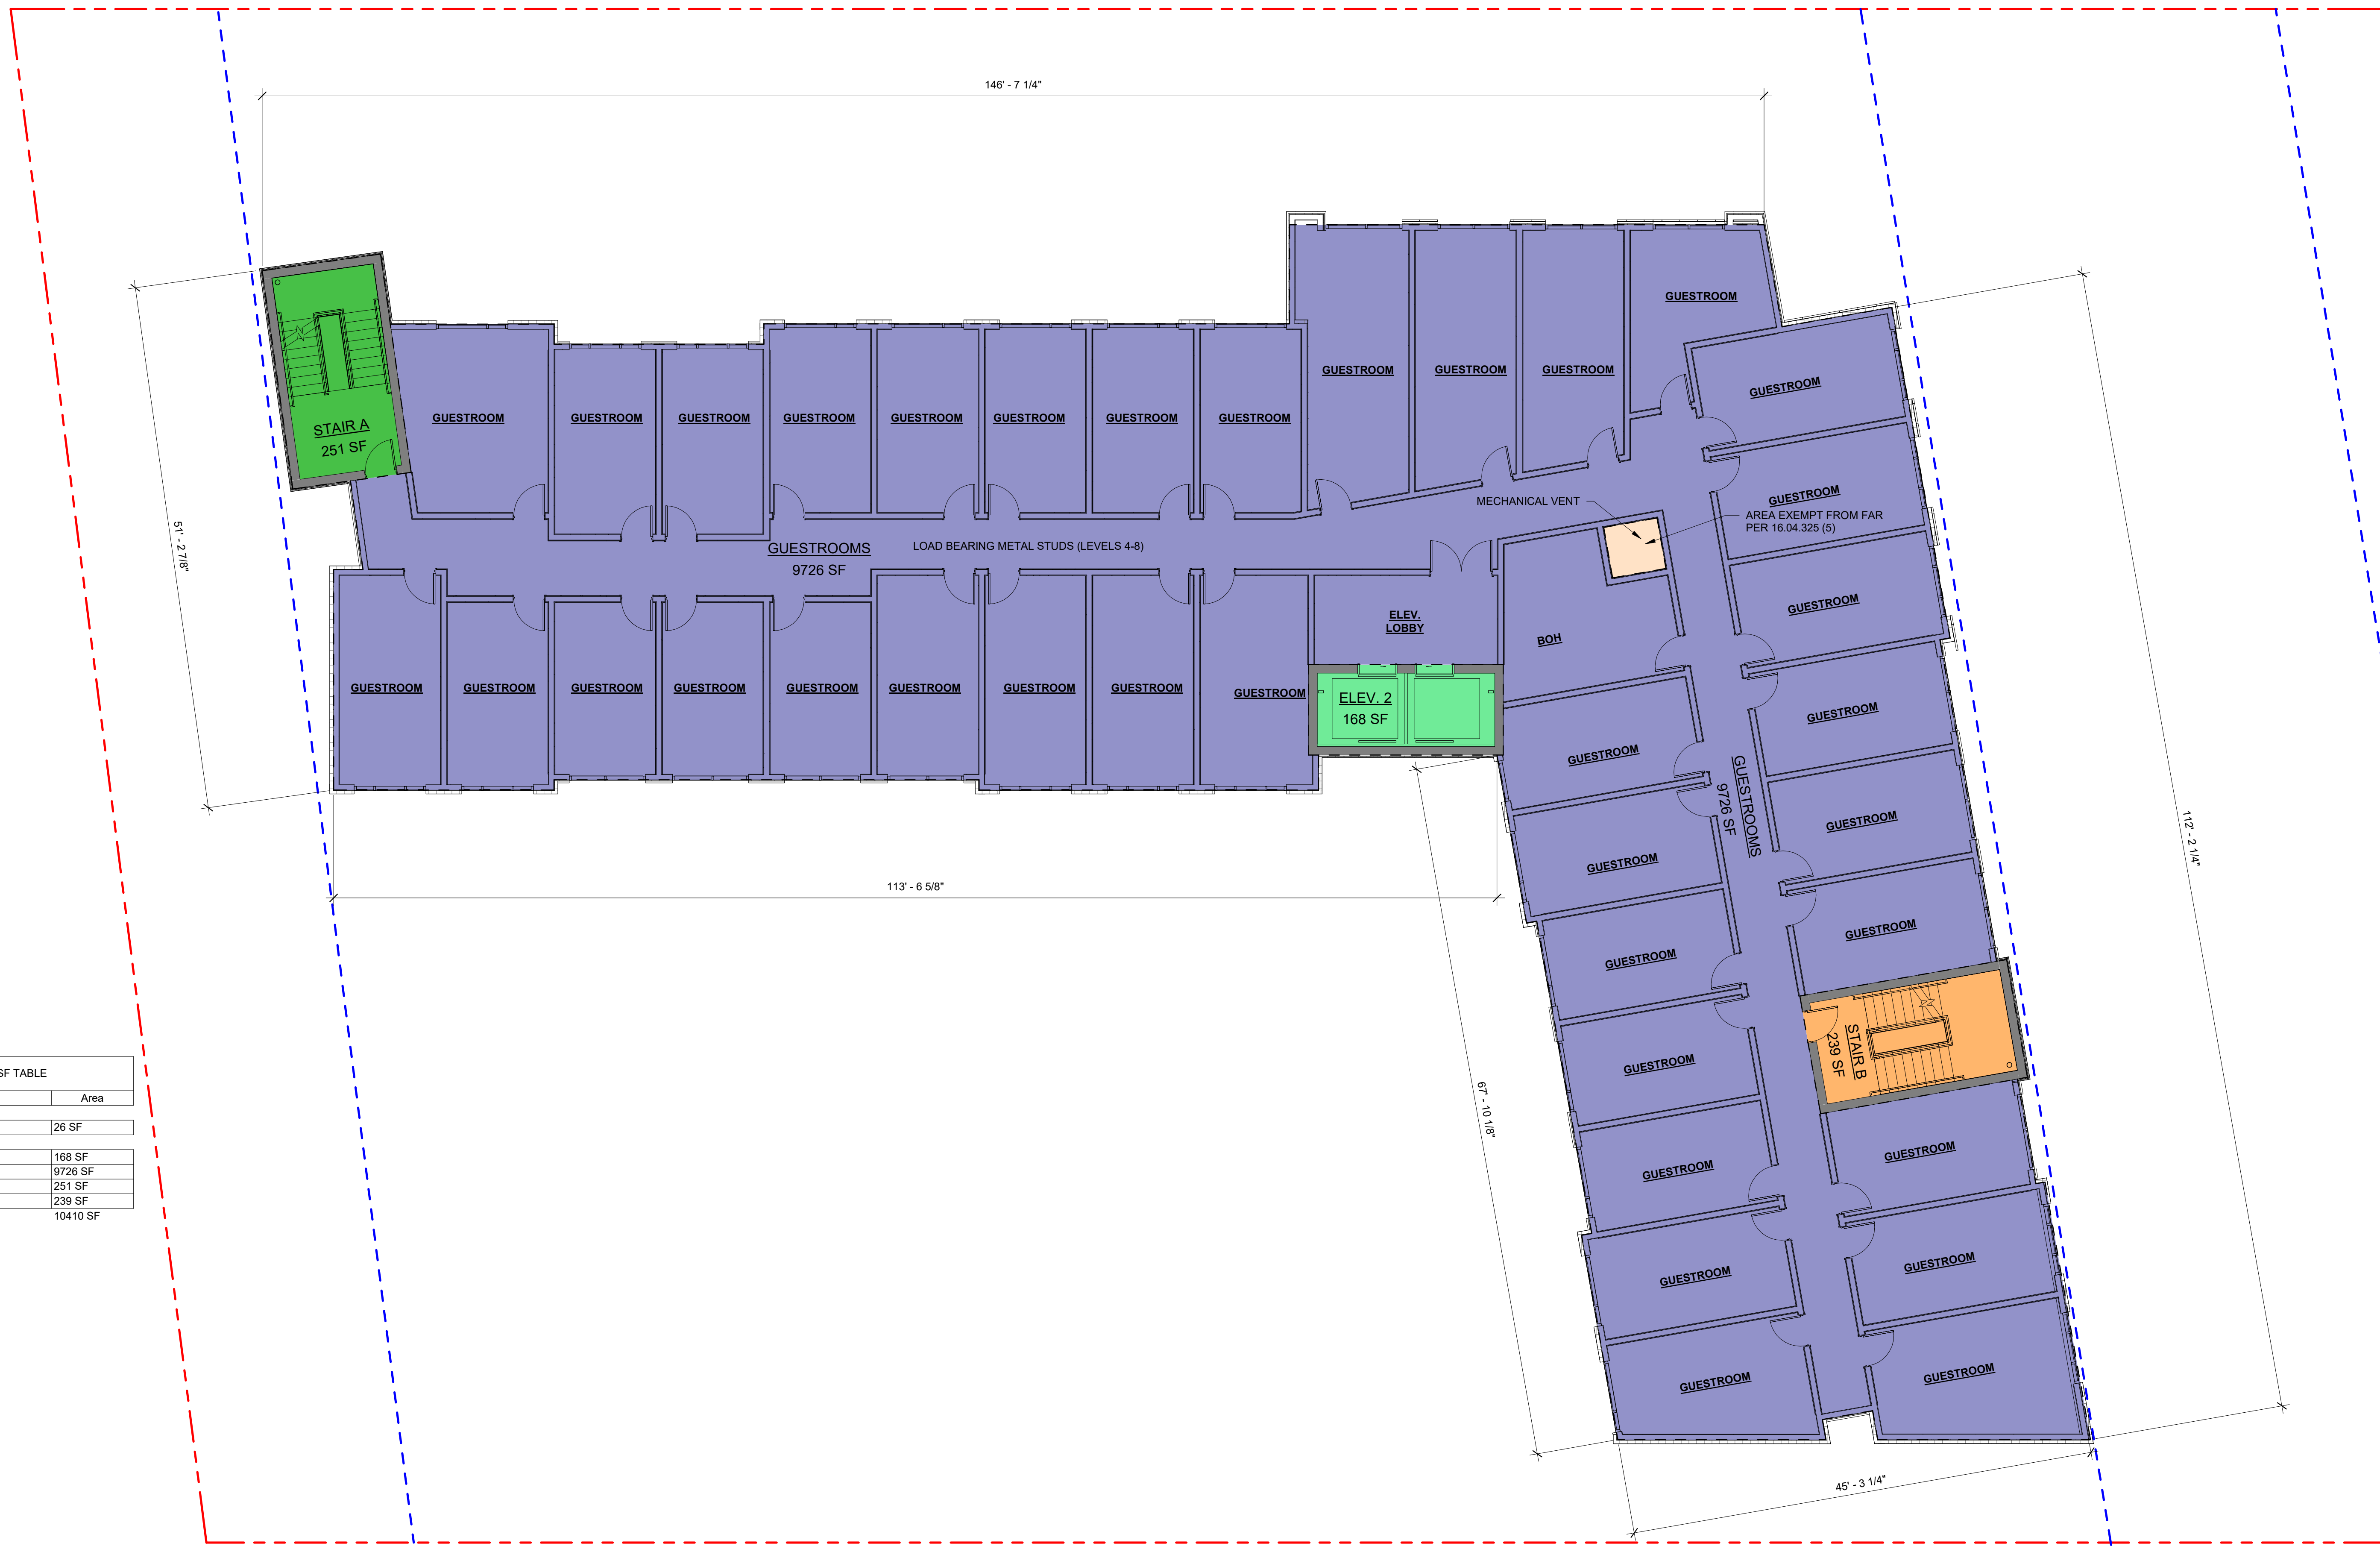 146' - 7 1/4"
GUESTROOM
GUESTROOM
GUESTROOM
GUESTROOM
GUESTROOM
GUESTROOM
GUESTROOM
GUESTROOM
GUESTROOM
GUESTROOM
GUESTROOM
GUESTROOM
GUESTROOM
STAIR A
251 SF
GUESTROOM
MECHANICAL VENT
AREA EXEMPT FROM FAR
PER 16.04.325 (5)
51' - 2 7/8"
GUESTROOMS
9726 SF
LOAD BEARING METAL STUDS (LEVELS 4-8)
GUESTROOM
ELEV.
LOBBY
BOH
GUESTROOM
GUESTROOM
GUESTROOM
GUESTROOM
GUESTROOM
GUESTROOM
GUESTROOM
GUESTROOM
GUESTROOM
ELEV. 2
168 SF
GUESTROOM
GUESTROOM
GUESTROOMS
9726 SF
GUESTROOM
112' - 2 1/4"
GUESTROOM
113' - 6 5/8"
GUESTROOM
GUESTROOM
STAIR B
239 SF
GUESTROOM
67' - 10 1/8"
GUESTROOM
GUESTROOM
GUESTROOM
GUESTROOM
GUESTROOM
GUESTROOM
45' - 3 1/4"
SF TABLE
Area
26 SF
168 SF
9726 SF
251 SF
239 SF
10410 SF